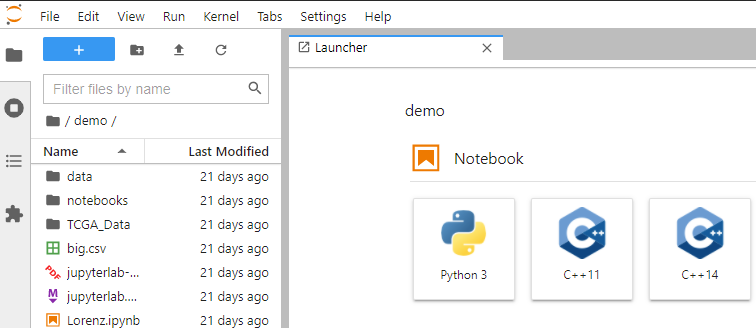 File Edit View Run Kernel Tabs Settings Help
+
Launcher
Filter files by name
/ demo /
Name Last Modified
data 21 days ago
notebooks 21 days ago
TCGA_Data 21 days ago
big.csv 21 days ago
PDF jupyterlab-... 21 days ago
M jupyterlab.... 21 days ago
Lorenz.ipynb 21 days ago
demo
Notebook
C++ C++
Python 3 C++11 C++14